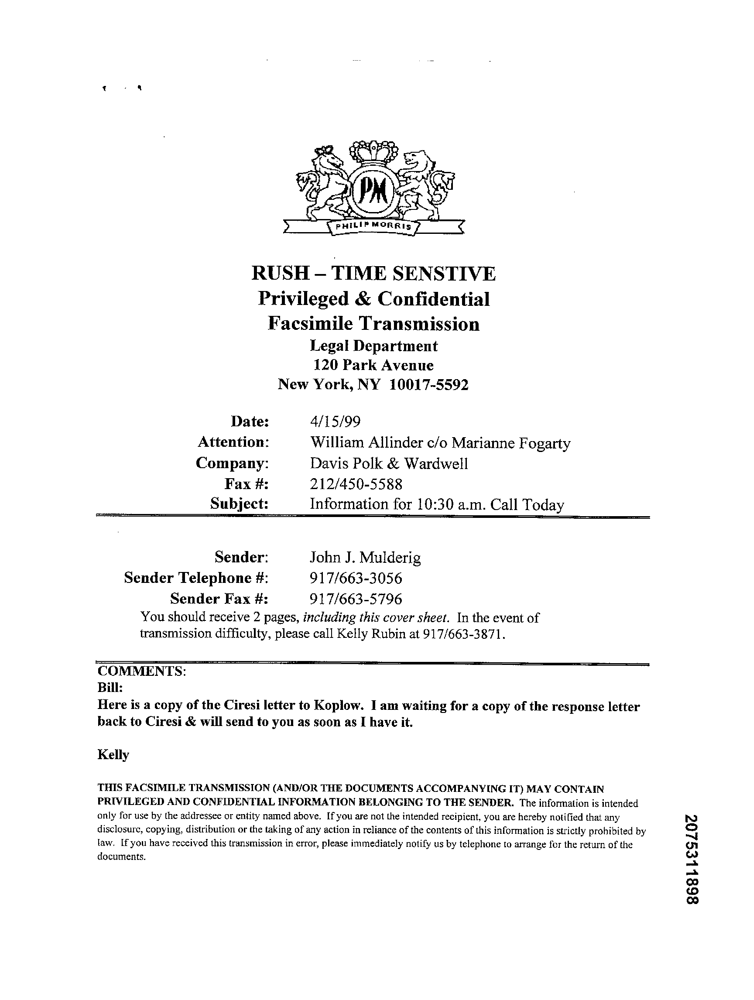 PM
PHILIP MORRIS
RUSH – TIME SENSTIVE
Privileged & Confidential
Facsimile Transmission
Legal Department
120 Park Avenue
New York, NY 10017-5592
Date: 4/15/99
Attention: William Allinder c/o Marianne Fogarty
Company: Davis Polk & Wardwell
Fax #: 212/450-5588
Subject: Information for 10:30 a.m. Call Today
Sender: John J. Mulderig
Sender Telephone #: 917/663-3056
Sender Fax #: 917/663-5796
You should receive 2 pages, including this cover sheet. In the event of
transmission difficulty, please call Kelly Rubin at 917/663-3871.
COMMENTS:
Bill:
Here is a copy of the Ciresi letter to Koplow. I am waiting for a copy of the response letter
back to Ciresi & will send to you as soon as I have it.
Kelly
THIS FACSIMILE TRANSMISSION (AND/OR THE DOCUMENTS ACCOMPANYING IT) MAY CONTAIN
PRIVILEGED AND CONFIDENTIAL INFORMATION BELONGING TO THE SENDER. The information is intended
only for use by the addressee or entity named above. If you are not the intended recipient, you are hereby notified that any
disclosure, copying, distribution or the taking of any action in reliance of the contents of this information is strictly prohibited by
law. If you have received this transmission in error, please immediately notify us by telephone to arrange for the return of the
documents.
2075311898